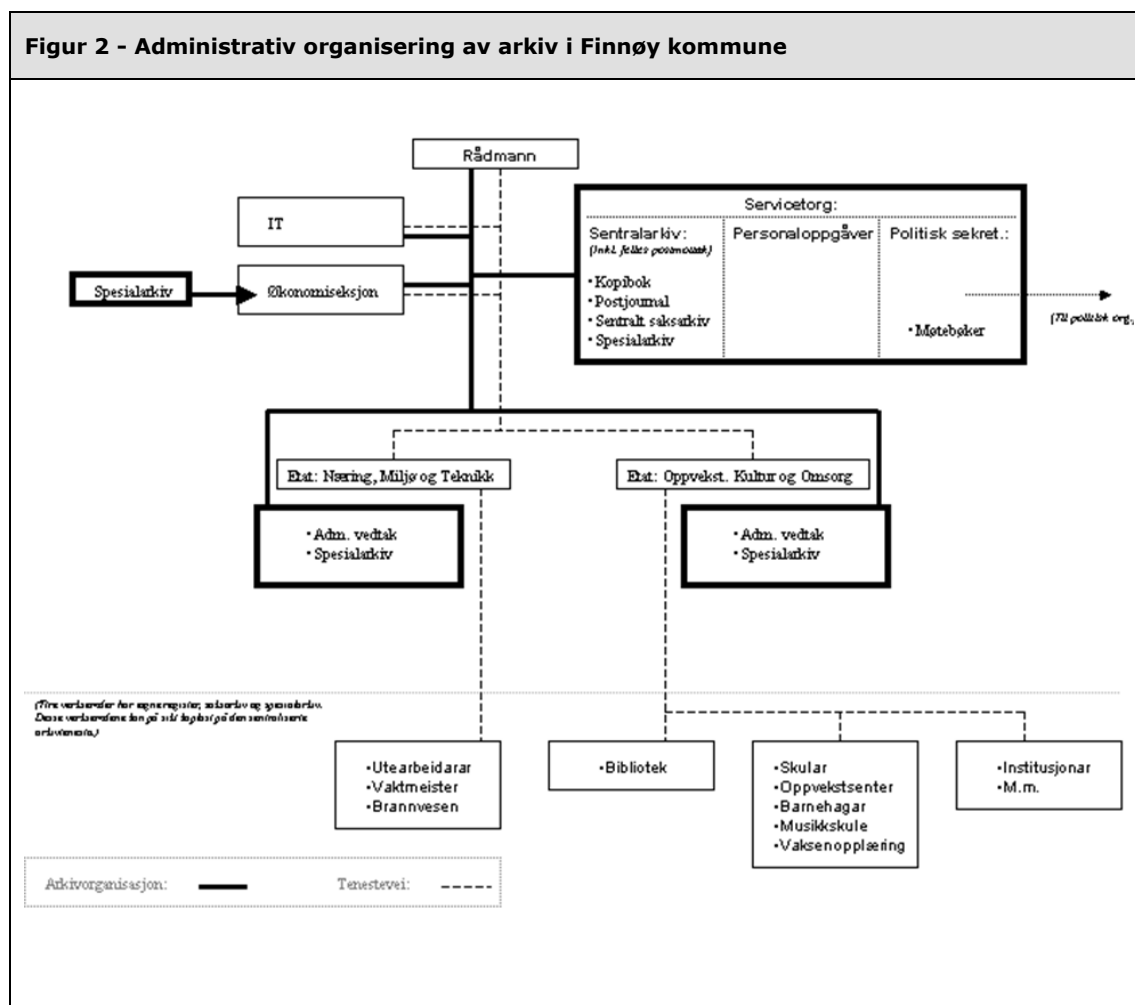 Figur 2 - Administrativ organisering av arkiv i Finnøy kommune
Rådmann
IT
Spesialarkiv
Økonomiseksjon
Servicetorg:
Sentralarkiv:
(Inkl. felles postmottak)
• Kopibok
• Postjournal
• Sentralt saksarkiv
• Spesialarkiv
Personaloppgåver
Politisk sekret.:
• Møtebøker
(Til politisk org.)
Etat: Næring, Miljø og Teknikk
• Adm. vedtak
• Spesialarkiv
Etat: Oppvekst. Kultur og Omsorg
• Adm. vedtak
• Spesialarkiv
•Utearbeidarar
•Vaktmeister
•Brannvesen
•Bibliotek
•Skular
•Oppvekstsenter
•Barnehagar
•Musikkskule
•Vaksenopplæring
•Institusjonar
•M.m.
Arkivorganisasjon:
Tenestevei: